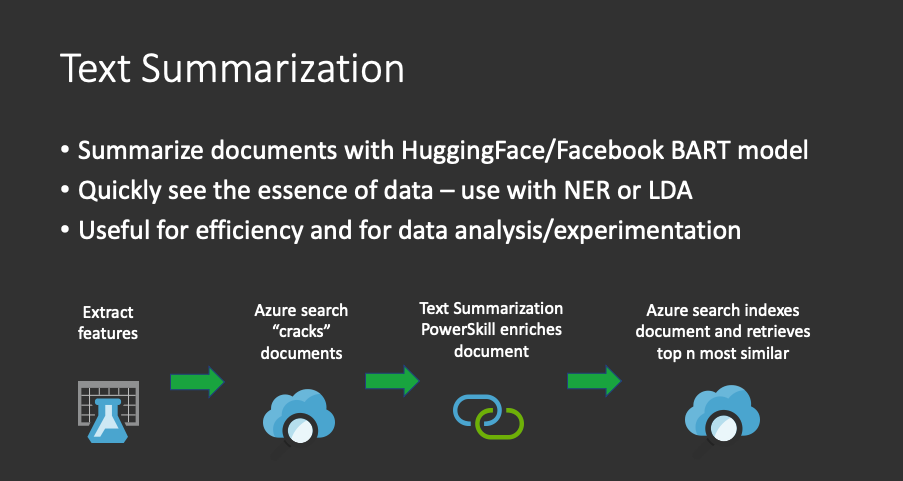 Text Summarization
• Summarize documents with HuggingFace/Facebook BART model
• Quickly see the essence of data – use with NER or LDA
• Useful for efficiency and for data analysis/experimentation
Extract
features
Azure search
“cracks”
documents
Text Summarization
PowerSkill enriches
document
Azure search indexes
document and retrieves
top n most similar